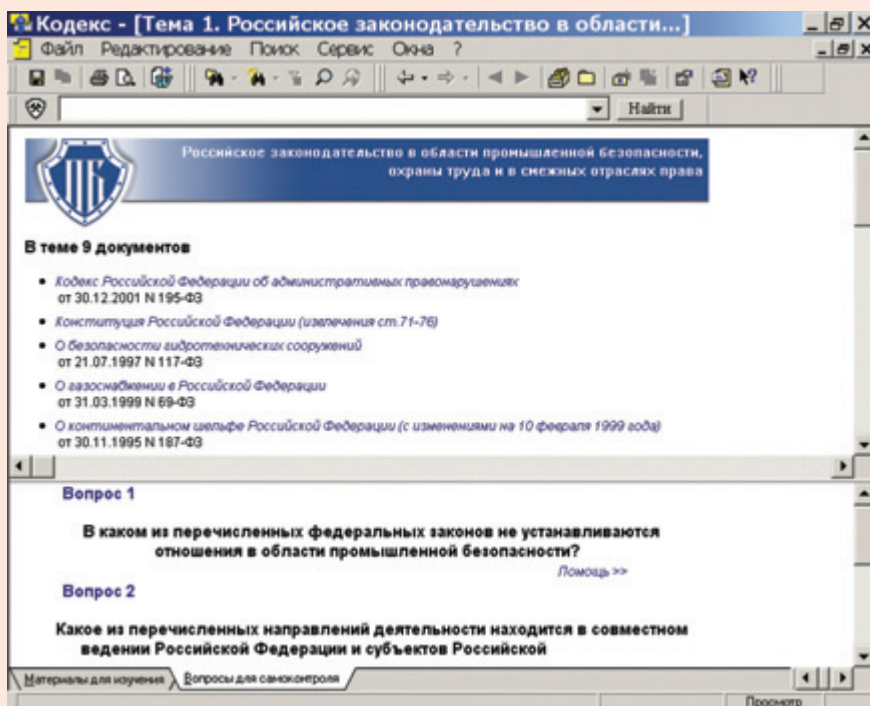 Кодекс - [Тема 1. Российское законодательство в области...]
Файл Редактирование Поиск Сервис Окна ?
Найти
ПБ
Российское законодательство в области промышленной безопасности,
охраны труда и в смежных отраслях права
В теме 9 документов
Кодекс Российской Федерации об административных правонарушениях
от 30.12.2001 N 195-ФЗ
Конституция Российской Федерации (извлечения ст.71-76)
О безопасности гидротехнических сооружений
от 21.07.1997 N 117-ФЗ
О газоснабжении в Российской Федерации
от 31.03.1999 N 69-ФЗ
О континентальном шельфе Российской Федерации (с изменениями на 10 февраля 1999 года)
от 30.11.1995 N 187-ФЗ
Вопрос 1
В каком из перечисленных федеральных законов не устанавливаются
отношения в области промышленной безопасности?
Помощь >>
Вопрос 2
Какое из перечисленных направлений деятельности находится в совместном
ведении Российской Федерации и субъектов Российской
Материалы для изучения Вопросы для самоконтроля
Просмотр